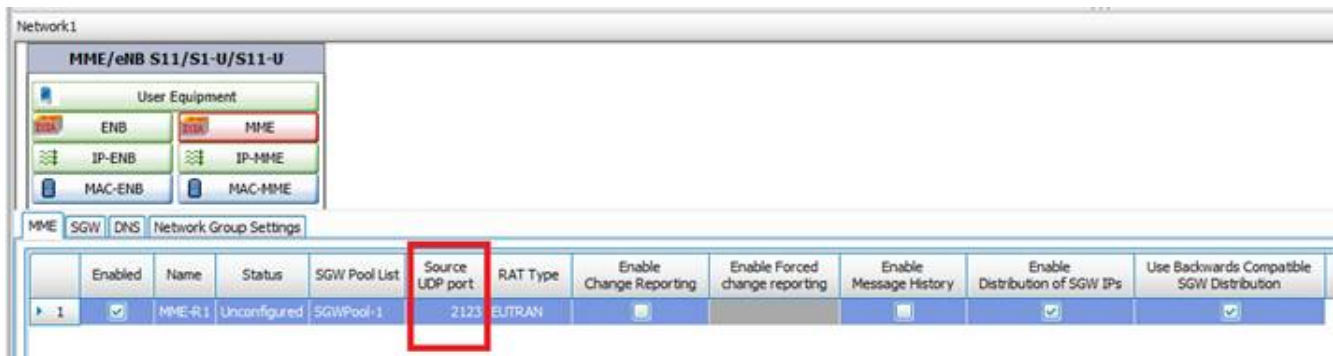 Network1
MME/eNB S11/S1-U/S11-U
User Equipment
ENB MME
IP-ENB IP-MME
MAC-ENB MAC-MME
MME SGW DNS Network Group Settings
Enabled Name Status SGW Pool List Source UDP port RAT Type Enable Change Reporting Enable Forced change reporting Enable Message History Enable Distribution of SGW IPs Use Backwards Compatible SGW Distribution
1 MME-R1 Unconfigured SGWPool-1 2123 EUTRAN